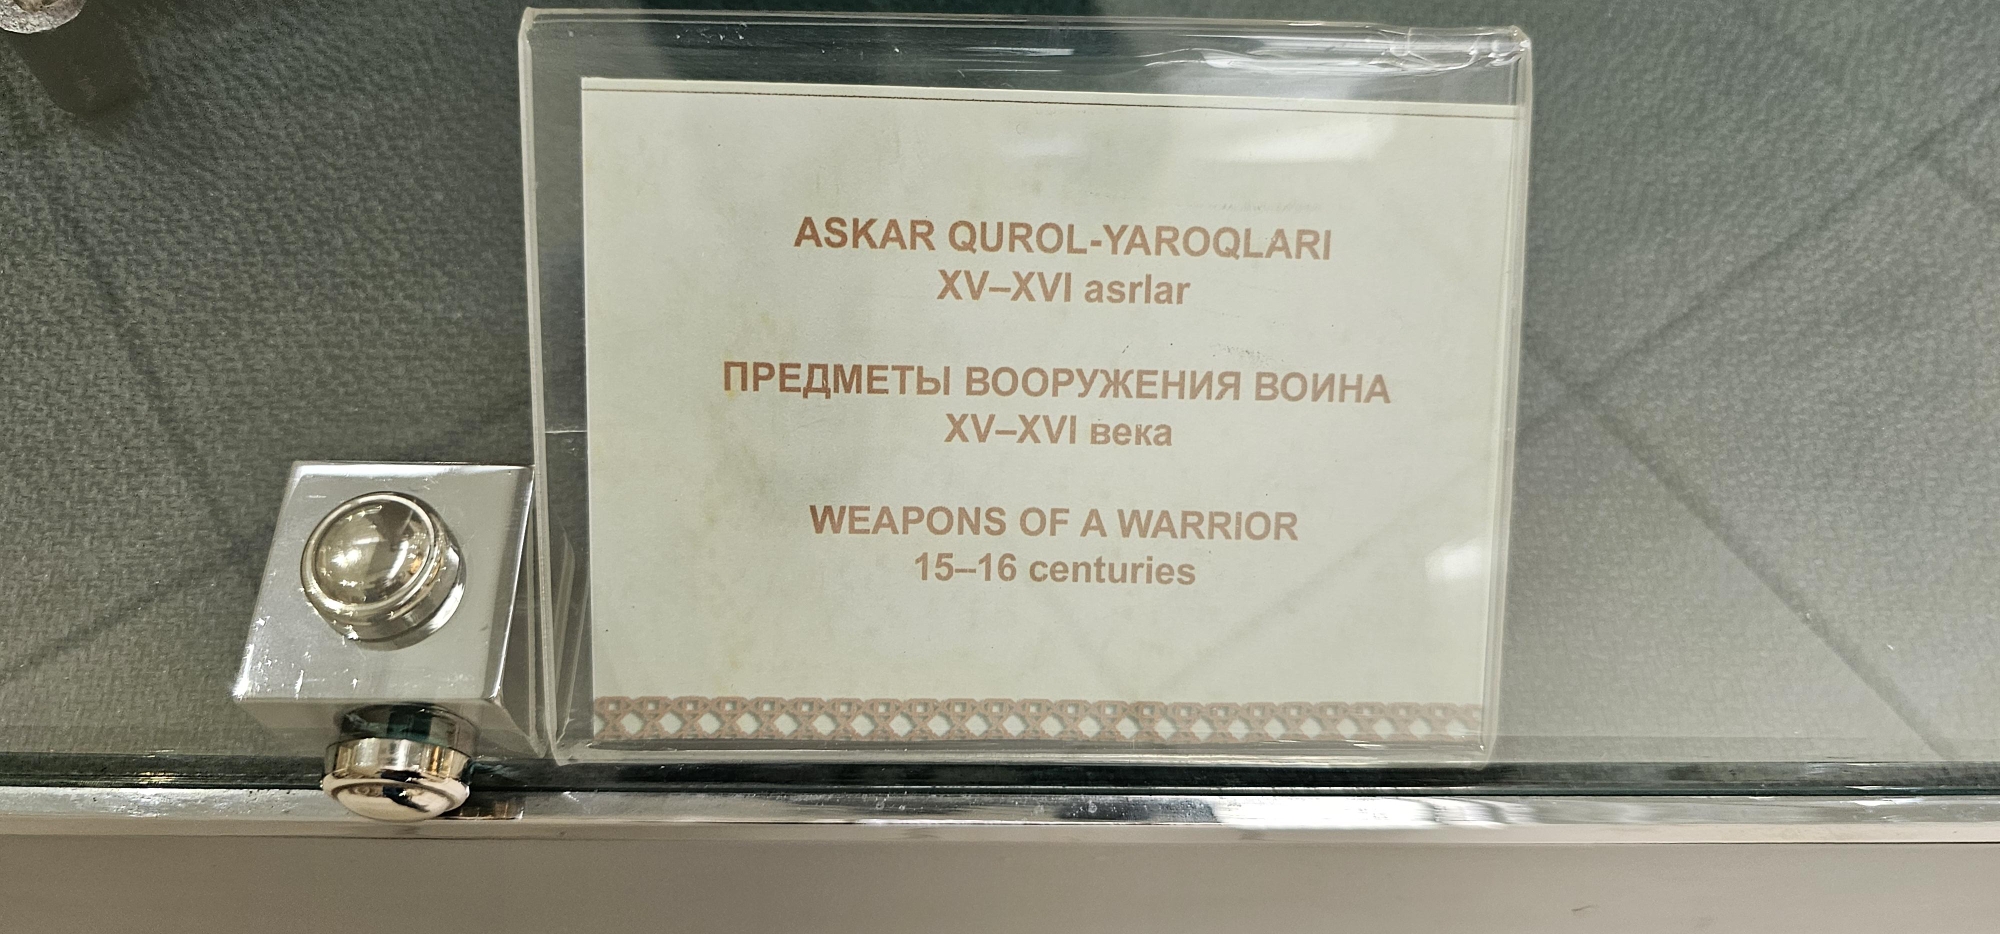 ASKAR QUROL-YAROQLARI
XV–XVI asrlar
ПРЕДМЕТЫ ВООРУЖЕНИЯ ВОИНА
XV–XVI века
WEAPONS OF A WARRIOR
15–16 centuries